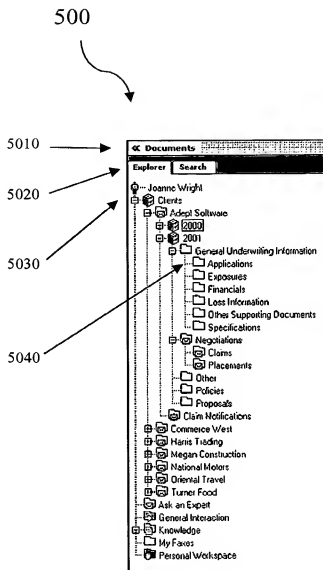 500
5010
« Documents
5020
Explorer Search
Joanne Wright
5030
Clients
Adept Software
2000
2001
General Underwriting Information
Applications
Exposures
Financials
Loss Information
Other Supporting Documents
Specifications
5040
Negotiations
Claims
Placements
Other
Policies
Proposals
Claim Notifications
Commerce West
Harris Trading
Megan Construction
National Motors
Oriental Travel
Turner Food
Ask an Expert
General Interaction
Knowledge
My Faxes
Personal Workspace